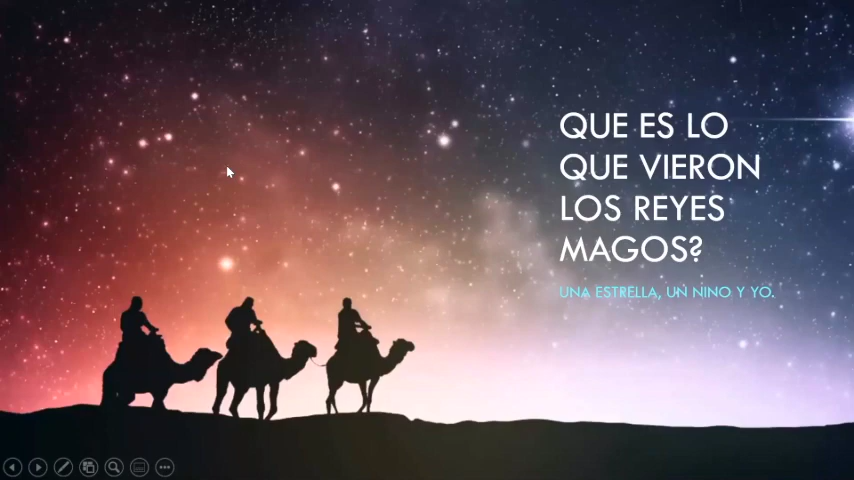 QUE ES LO
QUE VIERON
LOS REYES
MAGOS?
UNA ESTRELLA, UN NINO Y YO.